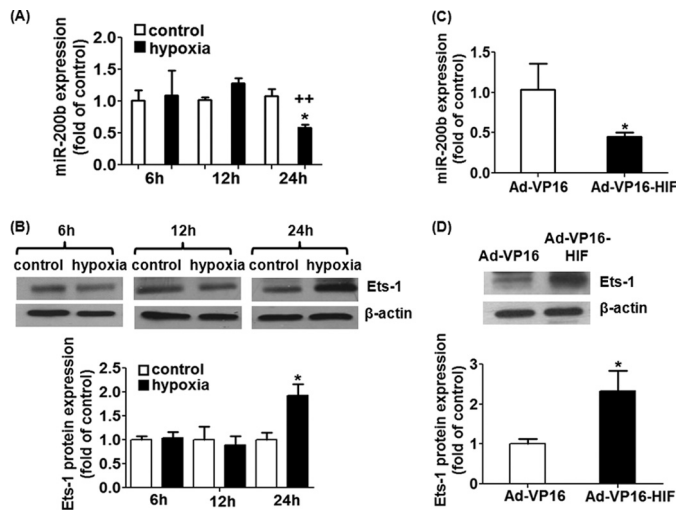 (A)
miR-200b expression
(fold of control)
2.0
1.5
1.0
0.5
0.0
control
hypoxia
++
*
6h
12h
24h
(C)
miR-200b expression
(fold of control)
1.5
1.0
0.5
0.0
*
Ad-VP16
Ad-VP16-HIF
(B)
6h
12h
24h
control hypoxia
control hypoxia
control hypoxia
Ets-1
β-actin
Ets-1 protein expression
(fold of control)
2.5
2.0
1.5
1.0
0.5
0.0
control
hypoxia
*
6h
12h
24h
(D)
Ad-VP16
Ad-VP16-
HIF
Ets-1
β-actin
Ets-1 protein expression
(fold of control)
3
2
1
0
*
Ad-VP16
Ad-VP16-HIF